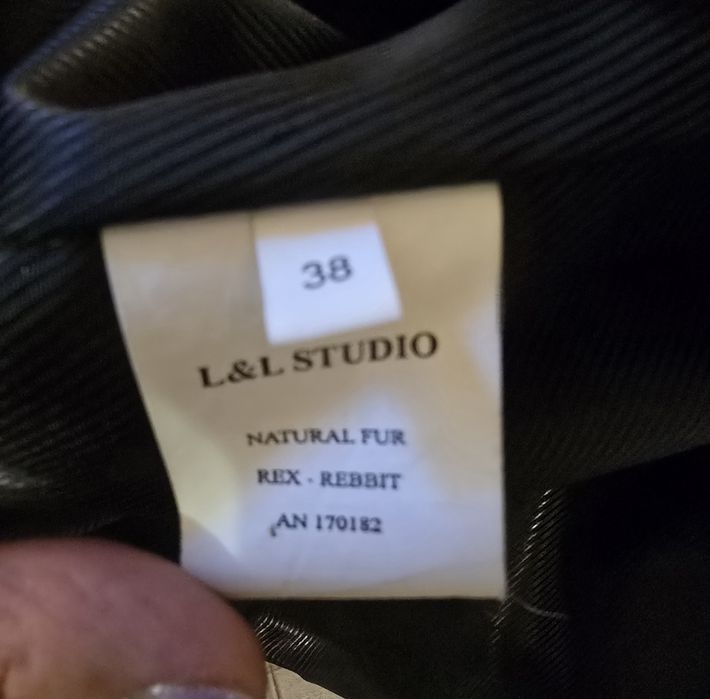 38
L&L STUDIO
NATURAL FUR
REX - REBBIT
AN 170182